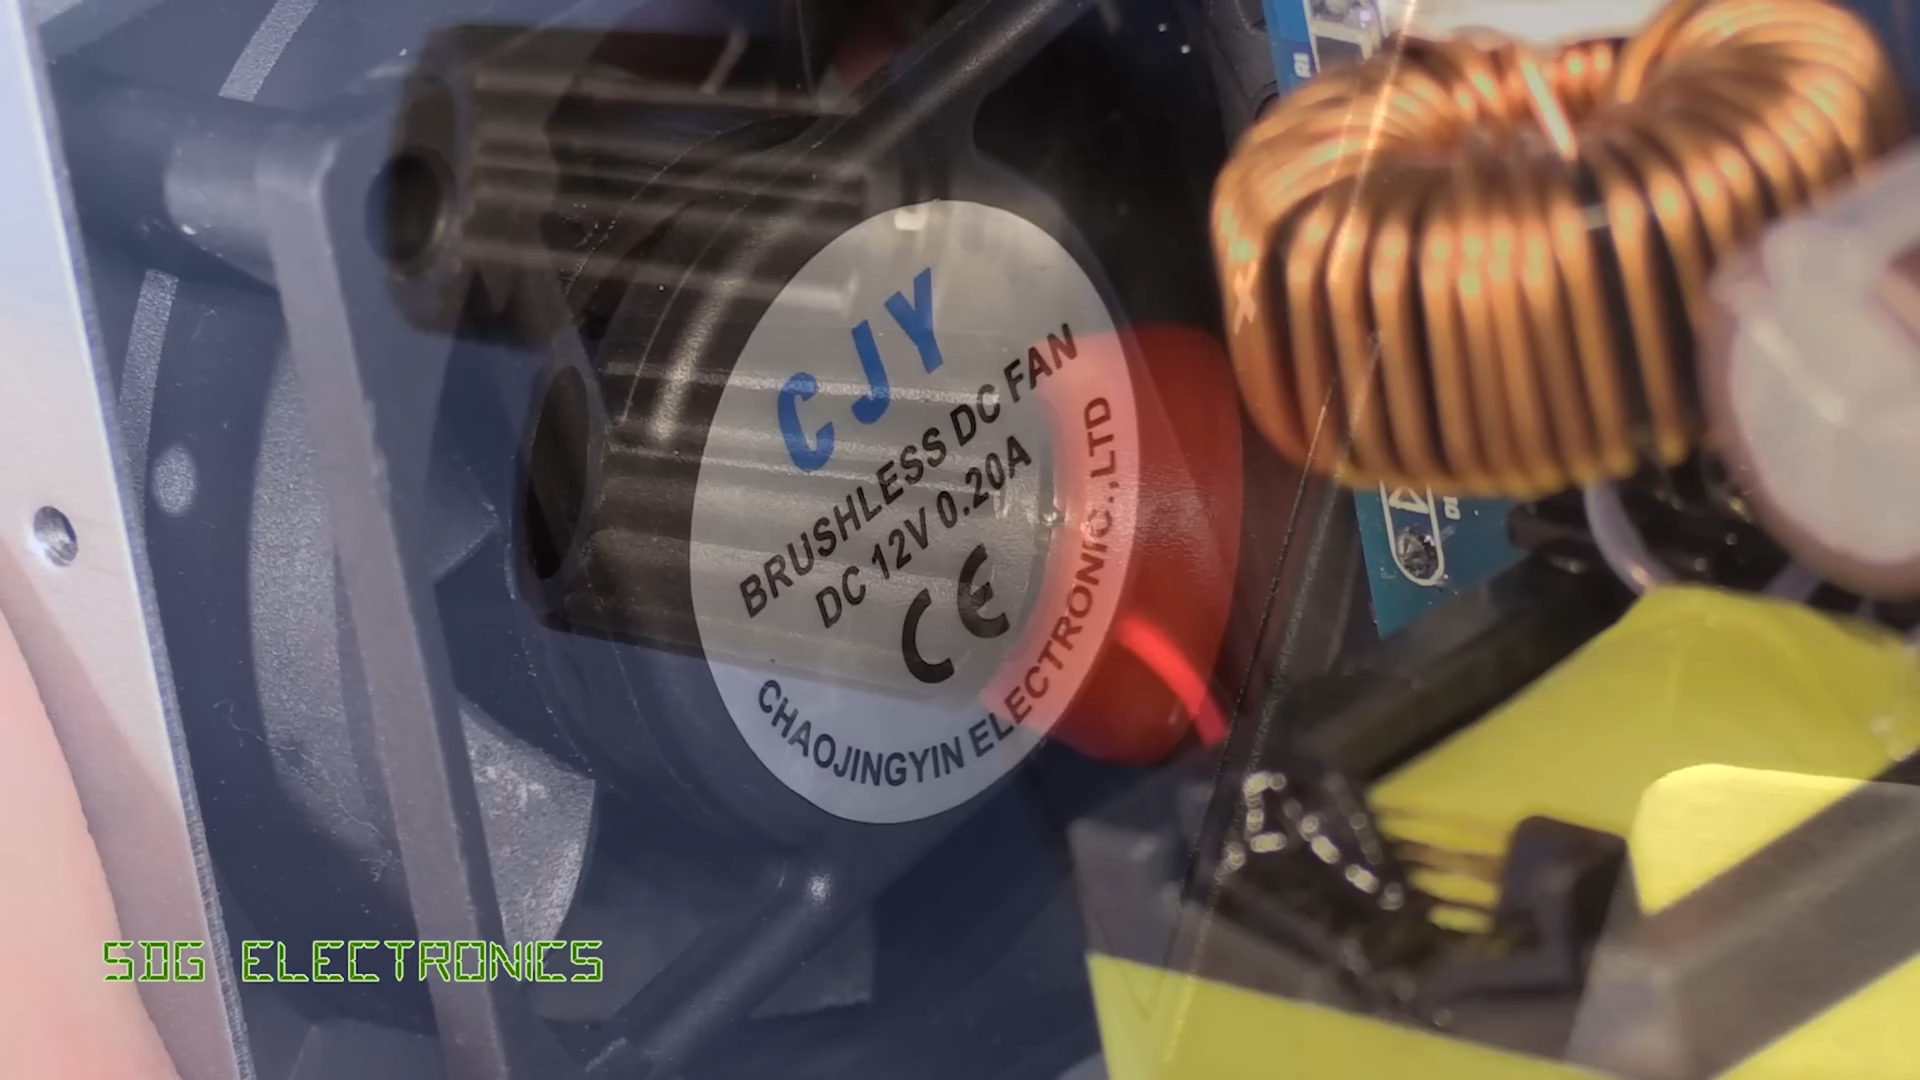 CJY
BRUSHLESS DC FAN
DC 12V 0.20A
CE
CHAOJINGYIN ELECTRONIC.,LTD
SDG ELECTRONICS